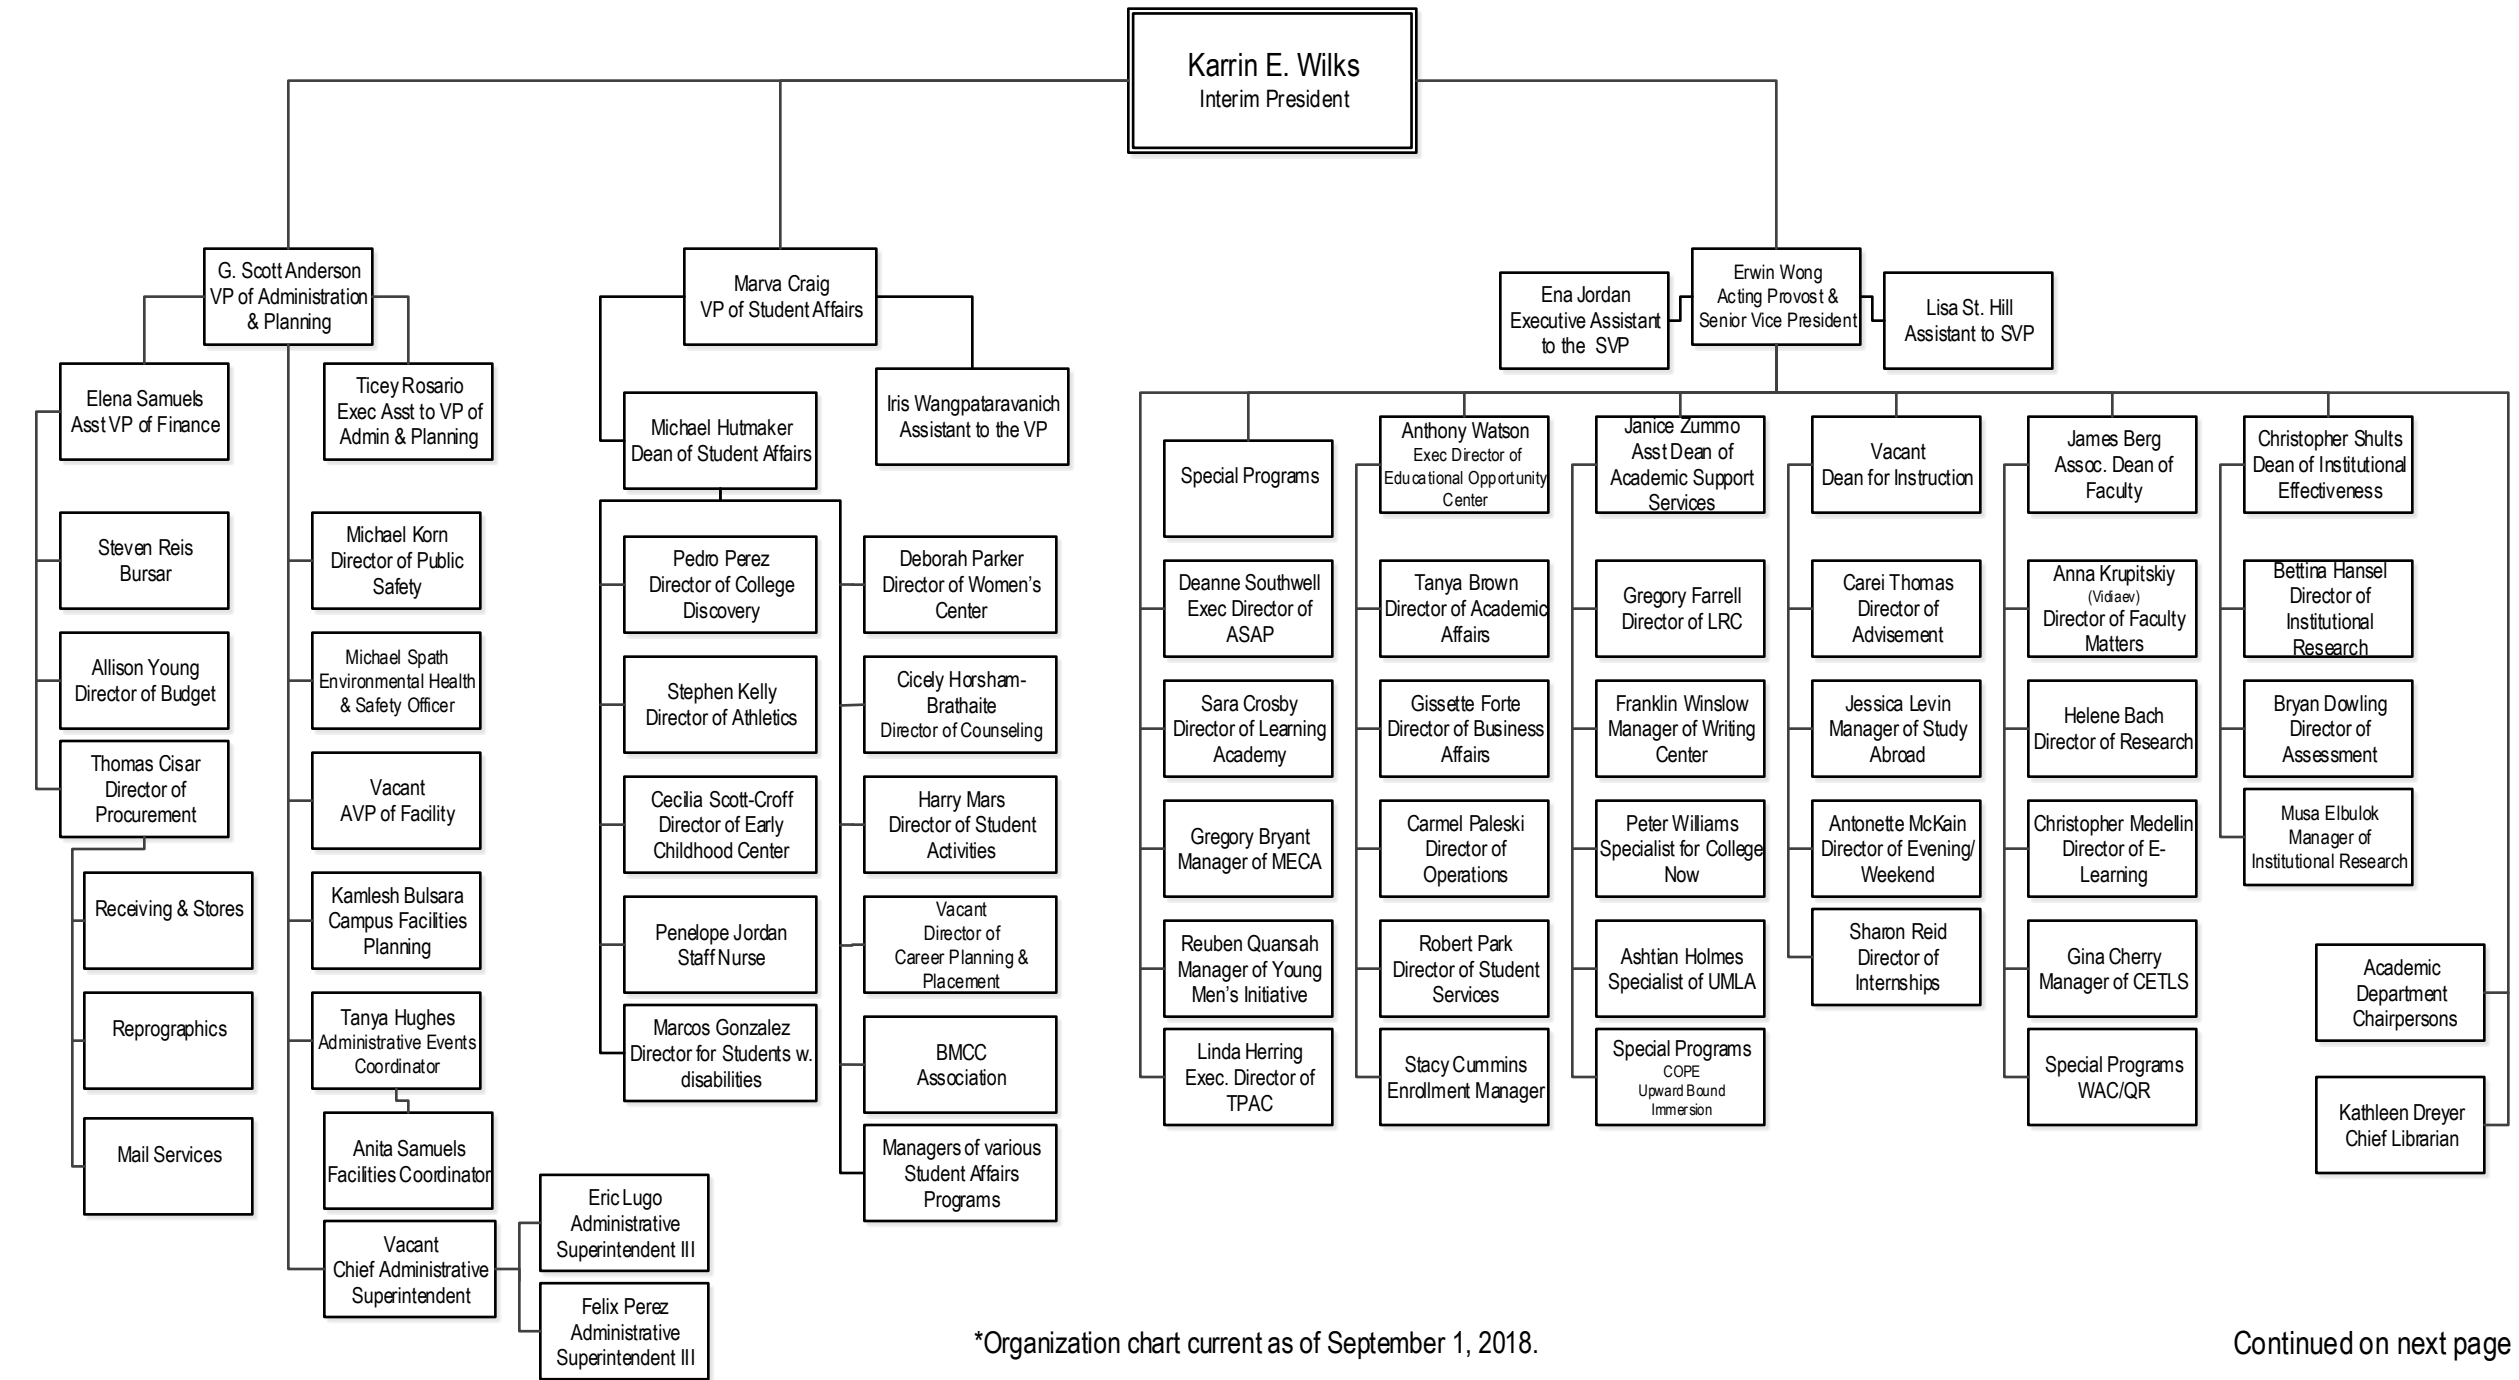 Karrin E. Wilks
Interim President
G. Scott Anderson
VP of Administration
& Planning
Elena Samuels
Asst VP of Finance
Ticey Rosario
Exec Asst to VP of
Admin & Planning
Steven Reis
Bursar
Allison Young
Director of Budget
Thomas Cisar
Director of
Procurement
Receiving & Stores
Reprographics
Mail Services
Michael Korn
Director of Public
Safety
Michael Spath
Environmental Health
& Safety Officer
Vacant
AVP of Facility
Kamlesh Bulsara
Campus Facilities
Planning
Tanya Hughes
Administrative Events
Coordinator
Anita Samuels
Facilities Coordinator
Vacant
Chief Administrative
Superintendent
Eric Lugo
Administrative
Superintendent III
Felix Perez
Administrative
Superintendent III
Marva Craig
VP of Student Affairs
Michael Hutmaker
Dean of Student Affairs
Iris Wangpataravanich
Assistant to the VP
Pedro Perez
Director of College
Discovery
Stephen Kelly
Director of Athletics
Cecilia Scott-Croff
Director of Early
Childhood Center
Penelope Jordan
Staff Nurse
Marcos Gonzalez
Director for Students w.
disabilities
Deborah Parker
Director of Women's
Center
Cicely Horsham-
Brathaite
Director of Counseling
Harry Mars
Director of Student
Activities
Vacant
Director of
Career Planning &
Placement
BMCC
Association
Managers of various
Student Affairs
Programs
Ena Jordan
Executive Assistant
to the SVP
Erwin Wong
Acting Provost &
Senior Vice President
Lisa St. Hill
Assistant to SVP
Special Programs
Deanne Southwell
Exec Director of
ASAP
Sara Crosby
Director of Learning
Academy
Gregory Bryant
Manager of MECA
Reuben Quansah
Manager of Young
Men's Initiative
Linda Herring
Exec. Director of
TPAC
Anthony Watson
Exec Director of
Educational Opportunity
Center
Tanya Brown
Director of Academic
Affairs
Gissette Forte
Director of Business
Affairs
Carmel Paleski
Director of
Operations
Robert Park
Director of Student
Services
Stacy Cummins
Enrollment Manager
Janice Zummo
Asst Dean of
Academic Support
Services
Gregory Farrell
Director of LRC
Franklin Winslow
Manager of Writing
Center
Peter Williams
Specialist for College
Now
Ashtian Holmes
Specialist of UMLA
Special Programs
COPE
Upward Bound
Immersion
Vacant
Dean for Instruction
Carei Thomas
Director of
Advisement
Jessica Levin
Manager of Study
Abroad
Antonette McKain
Director of Evening/
Weekend
Sharon Reid
Director of
Internships
James Berg
Assoc. Dean of
Faculty
Anna Krupitskiy
(Vidiaev)
Director of Faculty
Matters
Helene Bach
Director of Research
Christopher Medellin
Director of E-
Learning
Gina Cherry
Manager of CETLS
Special Programs
WAC/QR
Christopher Shults
Dean of Institutional
Effectiveness
Bettina Hansel
Director of
Institutional
Research
Bryan Dowling
Director of
Assessment
Musa Elbulok
Manager of
Institutional Research
Academic
Department
Chairpersons
Kathleen Dreyer
Chief Librarian
*Organization chart current as of September 1, 2018.
Continued on next page